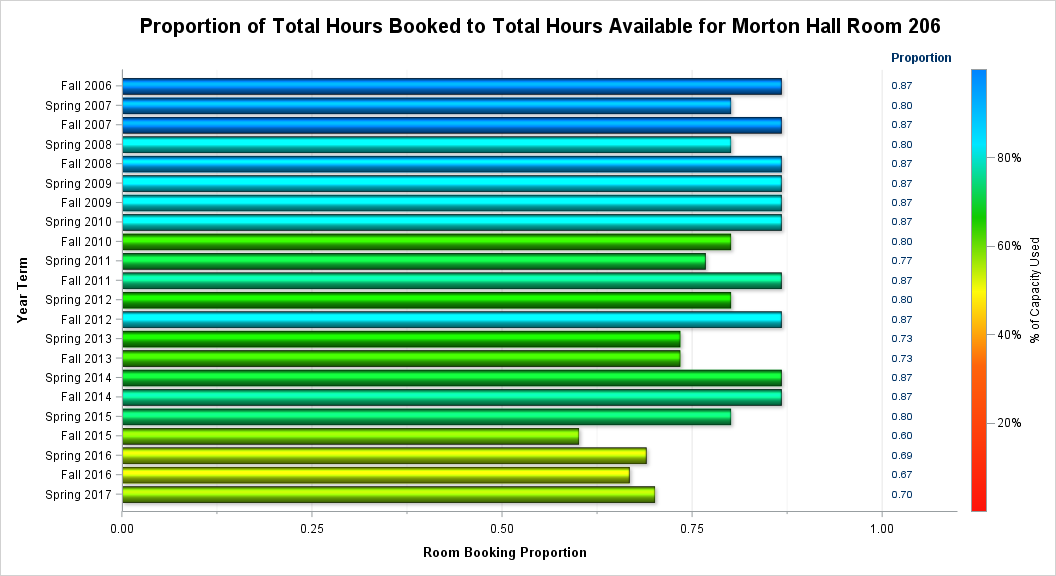 Proportion of Total Hours Booked to Total Hours Available for Morton Hall Room 206
Proportion
Fall 2006 0.87
Spring 2007 0.80
Fall 2007 0.87
Spring 2008 0.80
Fall 2008 0.87
Spring 2009 0.87
Fall 2009 0.87
Spring 2010 0.87
Fall 2010 0.80
Spring 2011 0.77
Fall 2011 0.87
Spring 2012 0.80
Fall 2012 0.87
Spring 2013 0.73
Fall 2013 0.73
Spring 2014 0.87
Fall 2014 0.87
Spring 2015 0.80
Fall 2015 0.60
Spring 2016 0.69
Fall 2016 0.67
Spring 2017 0.70
Year Term
0.00 0.25 0.50 0.75 1.00
Room Booking Proportion
80%
60%
40%
20%
% of Capacity Used